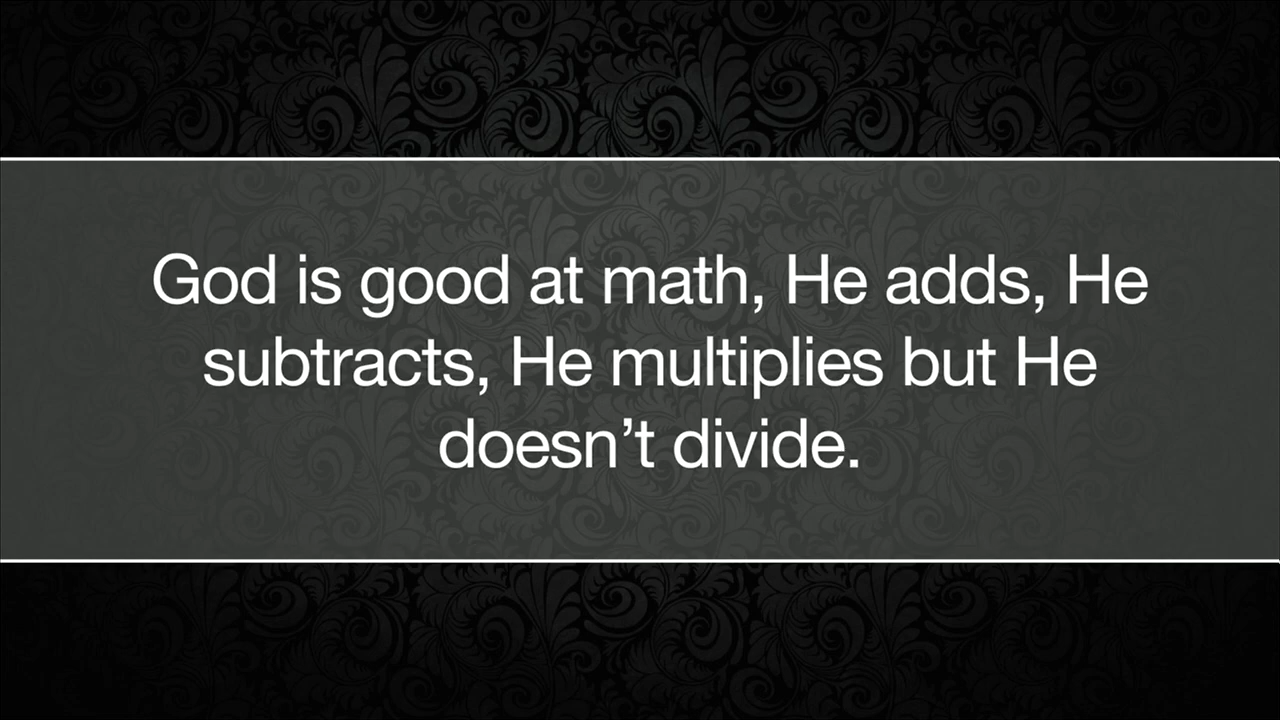 God is good at math, He adds, He
subtracts, He multiplies but He
doesn’t divide.